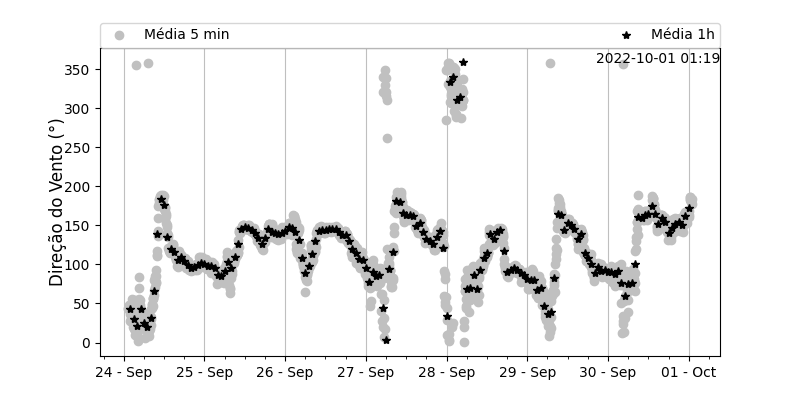 Média 5 min
Média 1h
2022-10-01 01:19
Direção do Vento (°)
350
300
250
200
150
100
50
0
24 - Sep
25 - Sep
26 - Sep
27 - Sep
28 - Sep
29 - Sep
30 - Sep
01 - Oct